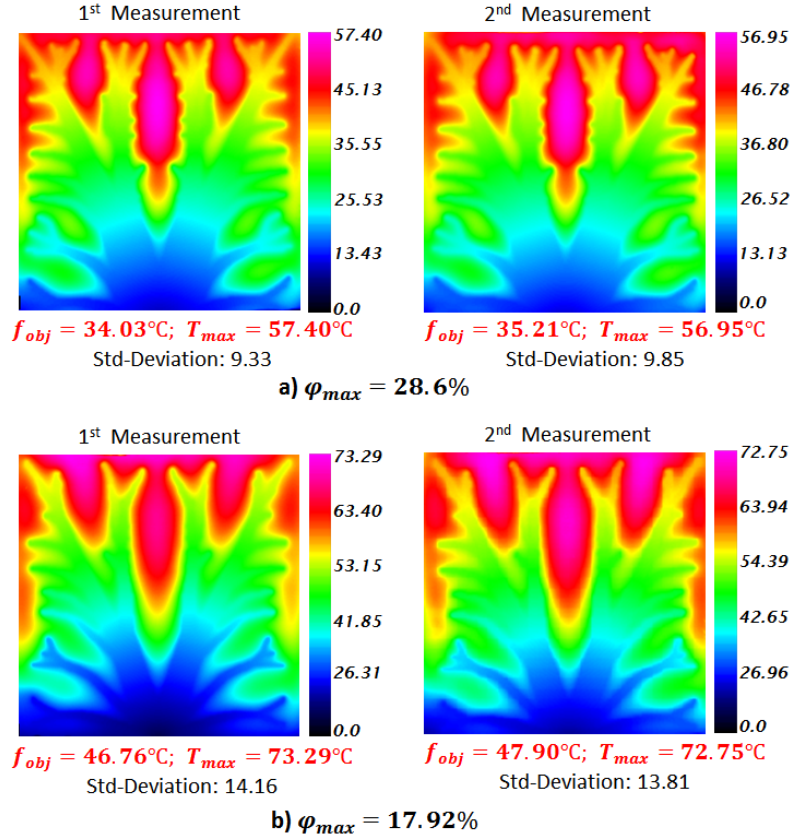 1st Measurement
57.40
45.13
35.55
25.53
13.43
0.0
f_obj = 34.03°C; T_max = 57.40°C
Std-Deviation: 9.33
2nd Measurement
56.95
46.78
36.80
26.52
13.13
0.0
f_obj = 35.21°C; T_max = 56.95°C
Std-Deviation: 9.85
a) φ_max = 28.6%
1st Measurement
73.29
63.40
53.15
41.85
26.31
0.0
f_obj = 46.76°C; T_max = 73.29°C
Std-Deviation: 14.16
2nd Measurement
72.75
63.94
54.39
42.65
26.96
0.0
f_obj = 47.90°C; T_max = 72.75°C
Std-Deviation: 13.81
b) φ_max = 17.92%